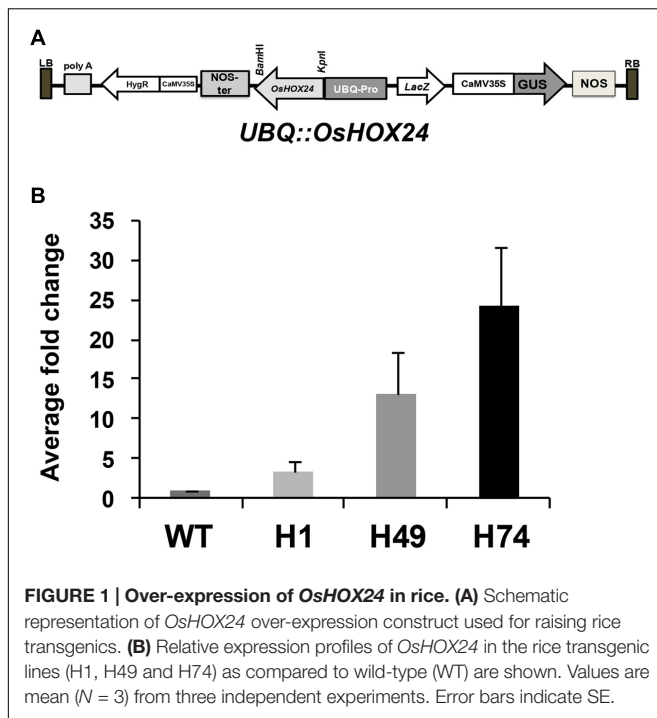 A
LB
poly A
HygR
CaMV35S
NOS-
ter
BamHI
OsHOX24
KpnI
UBQ-Pro
LacZ
CaMV35S
GUS
NOS
RB
UBQ::OsHOX24
B
Average fold change
35
30
25
20
15
10
5
0
WT H1 H49 H74
FIGURE 1 | Over-expression of OsHOX24 in rice. (A) Schematic
representation of OsHOX24 over-expression construct used for raising rice
transgenics. (B) Relative expression profiles of OsHOX24 in the rice transgenic
lines (H1, H49 and H74) as compared to wild-type (WT) are shown. Values are
mean (N = 3) from three independent experiments. Error bars indicate SE.